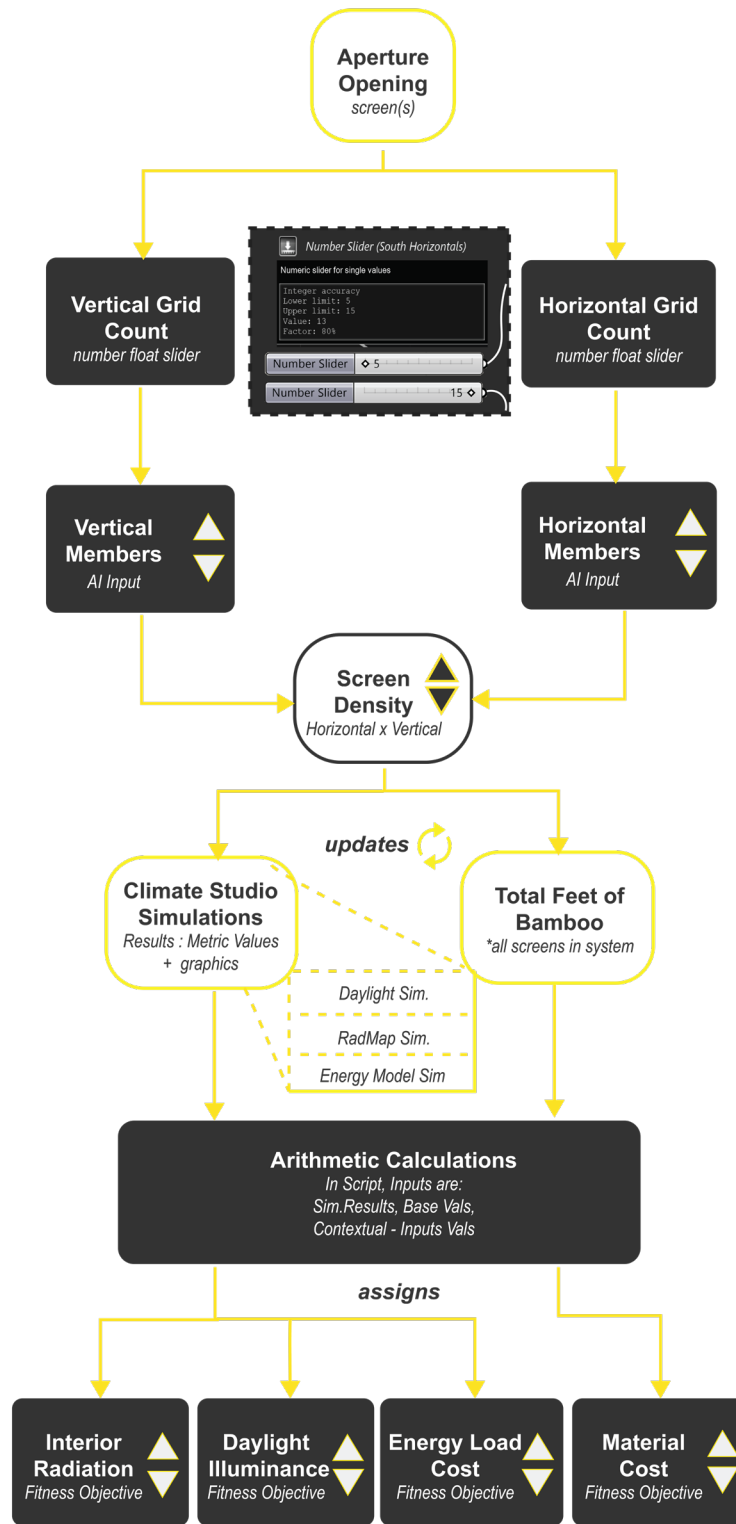 Aperture
Opening
screen(s)
Vertical Grid
Count
number float slider
Number Slider (South Horizontals)
Numeric slider for single values
Integer accuracy
Lower limit: 5
Upper limit: 15
Value: 13
Factor: 80%
Number Slider
5
Number Slider
15
Horizontal Grid
Count
number float slider
Vertical
Members
AI Input
Horizontal
Members
AI Input
Screen
Density
Horizontal x Vertical
updates
Climate Studio
Simulations
Results : Metric Values
+ graphics
Total Feet of
Bamboo
*all screens in system
Daylight Sim.
RadMap Sim.
Energy Model Sim
Arithmetic Calculations
In Script, Inputs are:
Sim.Results, Base Vals,
Contextual - Inputs Vals
assigns
Interior
Radiation
Fitness Objective
Daylight
Illuminance
Fitness Objective
Energy Load
Cost
Fitness Objective
Material
Cost
Fitness Objective